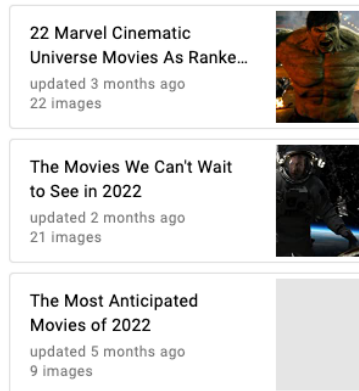 22 Marvel Cinematic
Universe Movies As Ranke...
updated 3 months ago
22 images
The Movies We Can't Wait
to See in 2022
updated 2 months ago
21 images
The Most Anticipated
Movies of 2022
updated 5 months ago
9 images